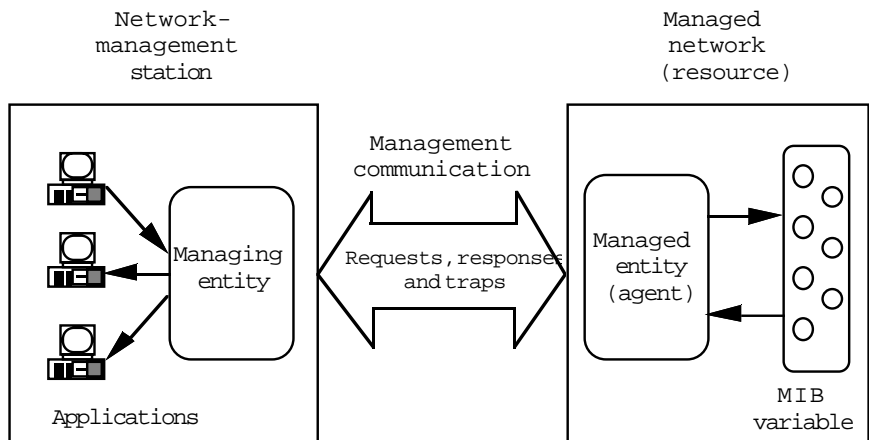 Network-
management
station
Managed
network
(resource)
Management
communication
Managing
entity
Requests, responses
and traps
Managed
entity
(agent)
Applications
MIB
variable